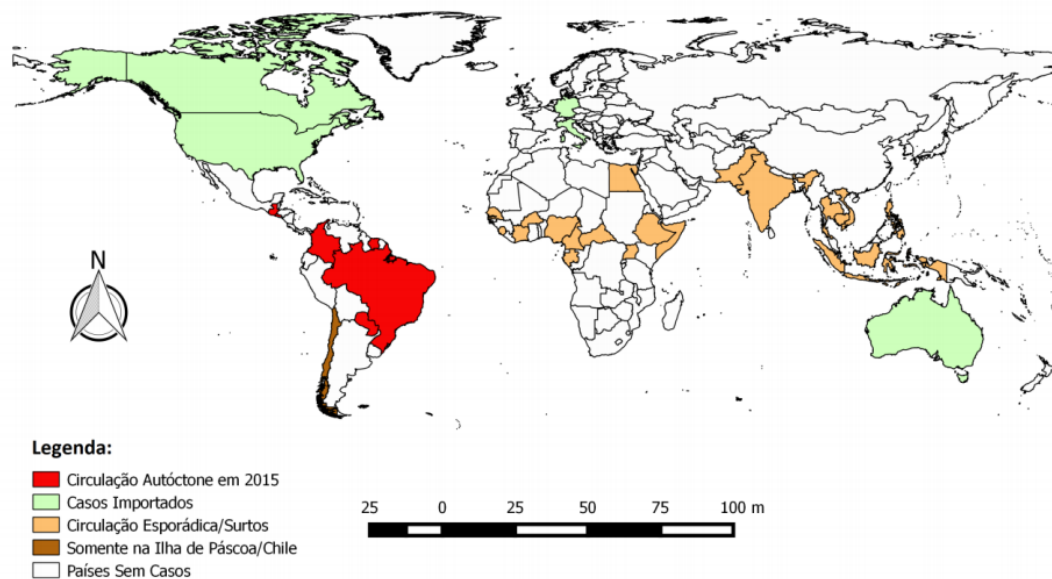 N
Legenda:
Circulação Autóctone em 2015
Casos Importados
Circulação Esporádica/Surtos
Somente na Ilha de Páscoa/Chile
Países Sem Casos
25 0 25 50 75 100 m